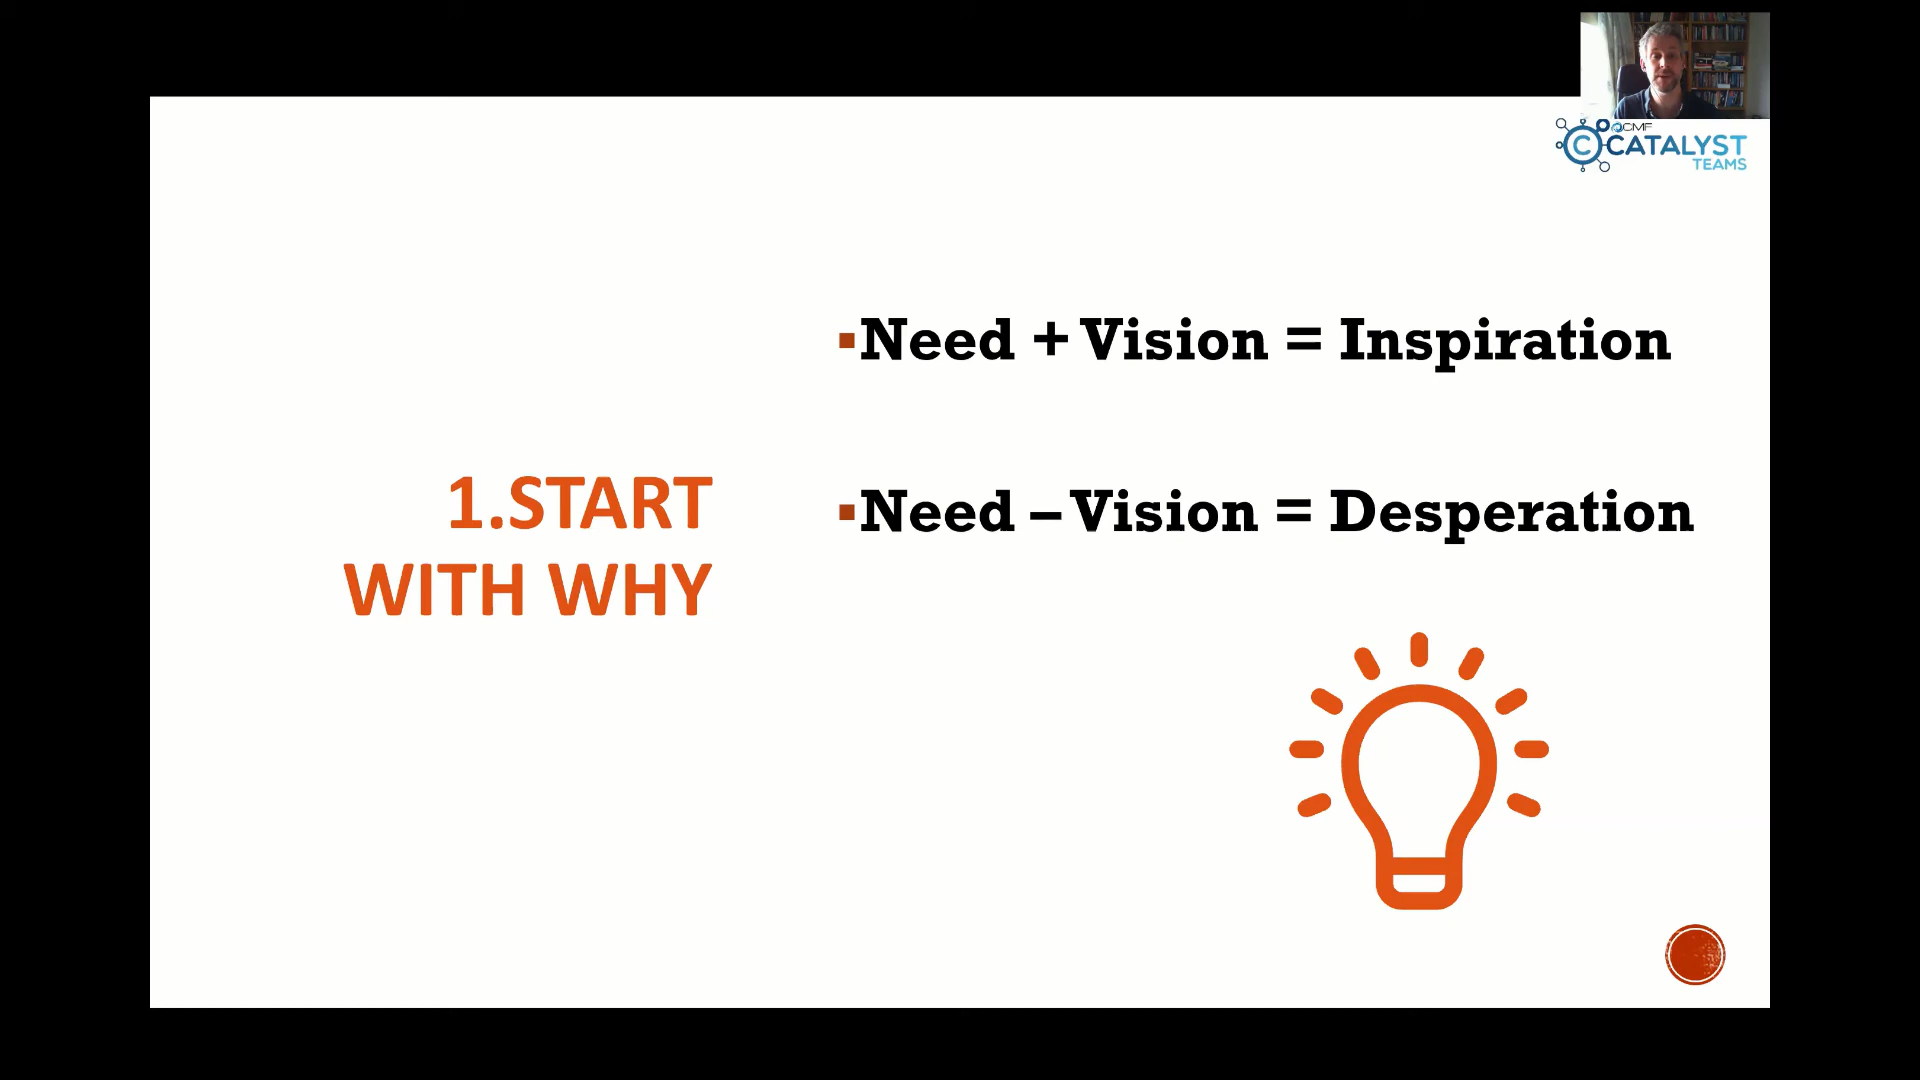 CMF
C CATALYST
TEAMS
▪Need + Vision = Inspiration
▪Need – Vision = Desperation
1.START
WITH WHY